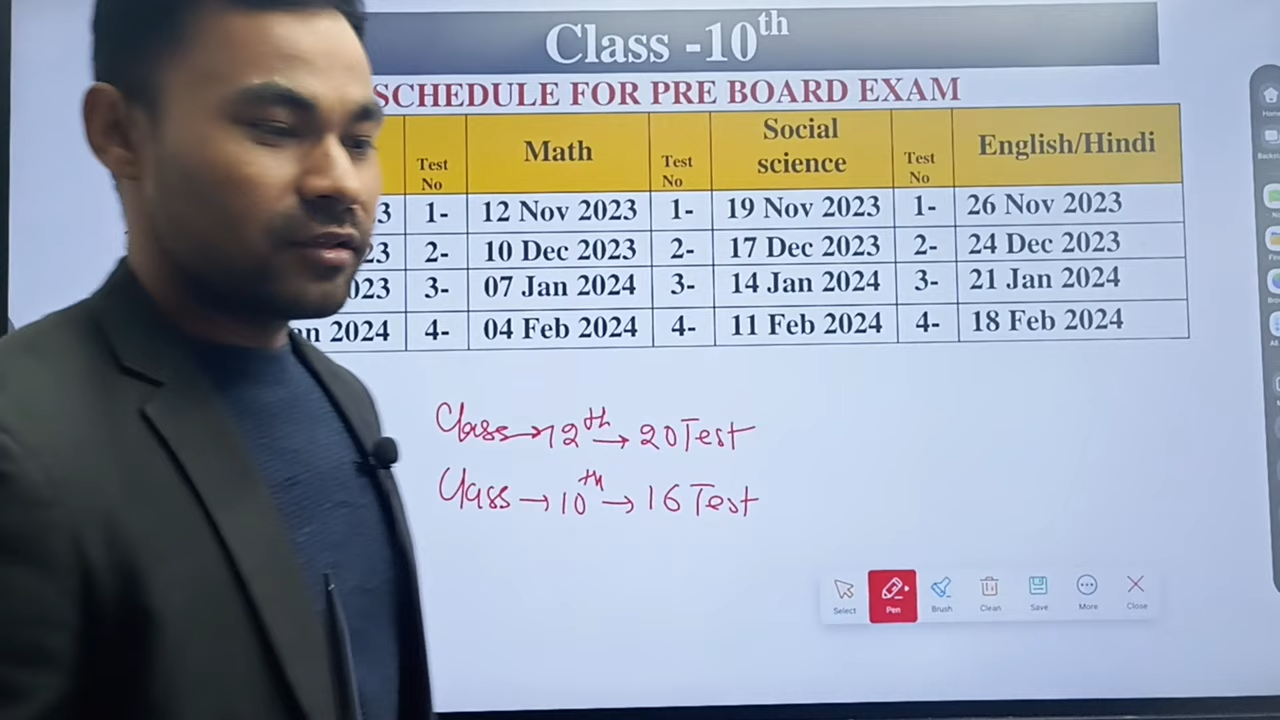 Class -10th
SCHEDULE FOR PRE BOARD EXAM
Test No Math Test No Social science Test No English/Hindi
1- 12 Nov 2023 1- 19 Nov 2023 1- 26 Nov 2023
2- 10 Dec 2023 2- 17 Dec 2023 2- 24 Dec 2023
3- 07 Jan 2024 3- 14 Jan 2024 3- 21 Jan 2024
2024 4- 04 Feb 2024 4- 11 Feb 2024 4- 18 Feb 2024
Class→12th→20Test
Class→10th→16Test
Select Pen Brush Clean Save More Close